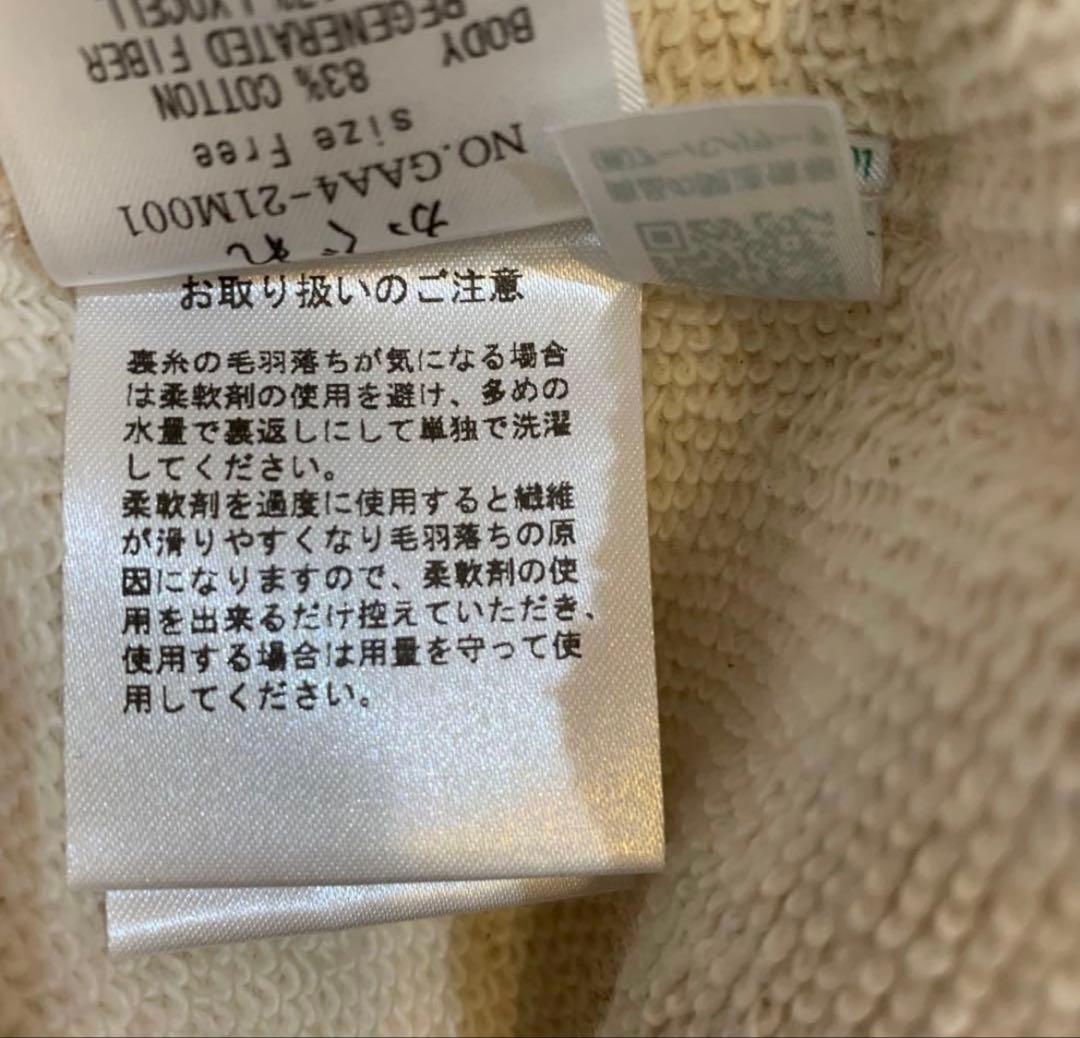 かぐれ
NO.GAA4-21M001
size Free
BODY 83% COTTON
REGENERATED FIBER
LYOCELL
お取り扱いのご注意
裏糸の毛羽落ちが気になる場合
は柔軟剤の使用を避け、多めの
水量で裏返しにして単独で洗濯
してください。
柔軟剤を過度に使用すると繊維
が滑りやすくなり毛羽落ちの原
因になりますので、柔軟剤の使
用を出来るだけ控えていただき、
使用する場合は用量を守って使
用してください。